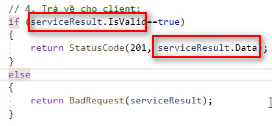 // 4. Trả về cho client:
if (serviceResult.IsValid==true)
{
return StatusCode(201, serviceResult.Data);
}
else
{
return BadRequest(serviceResult);
}